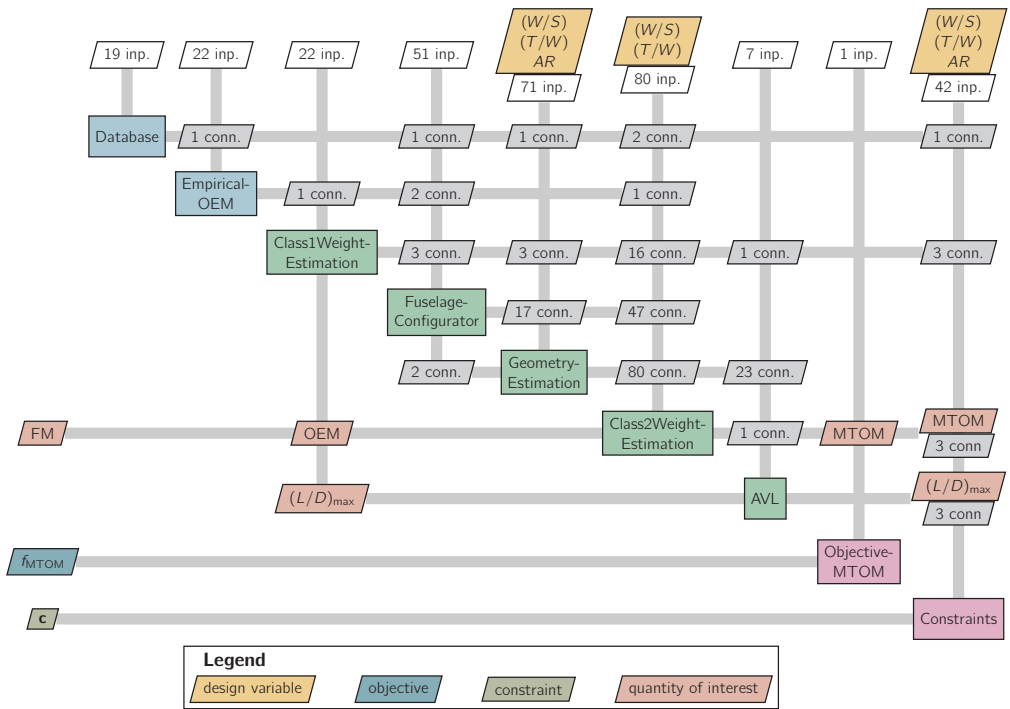 (W/S)
(T/W)
AR
(W/S)
(T/W)
(W/S)
(T/W)
AR
19 inp.
22 inp.
22 inp.
51 inp.
71 inp.
80 inp.
7 inp.
1 inp.
42 inp.
Database
1 conn.
1 conn.
1 conn.
2 conn.
1 conn.
Empirical-
OEM
1 conn.
2 conn.
1 conn.
Class1Weight-
Estimation
3 conn.
3 conn.
16 conn.
1 conn.
3 conn.
Fuselage-
Configurator
17 conn.
47 conn.
2 conn.
Geometry-
Estimation
80 conn.
23 conn.
FM
OEM
Class2Weight-
Estimation
1 conn.
MTOM
MTOM
3 conn
(L/D)max
AVL
(L/D)max
3 conn
fMTOM
Objective-
MTOM
c
Constraints
Legend
design variable
objective
constraint
quantity of interest